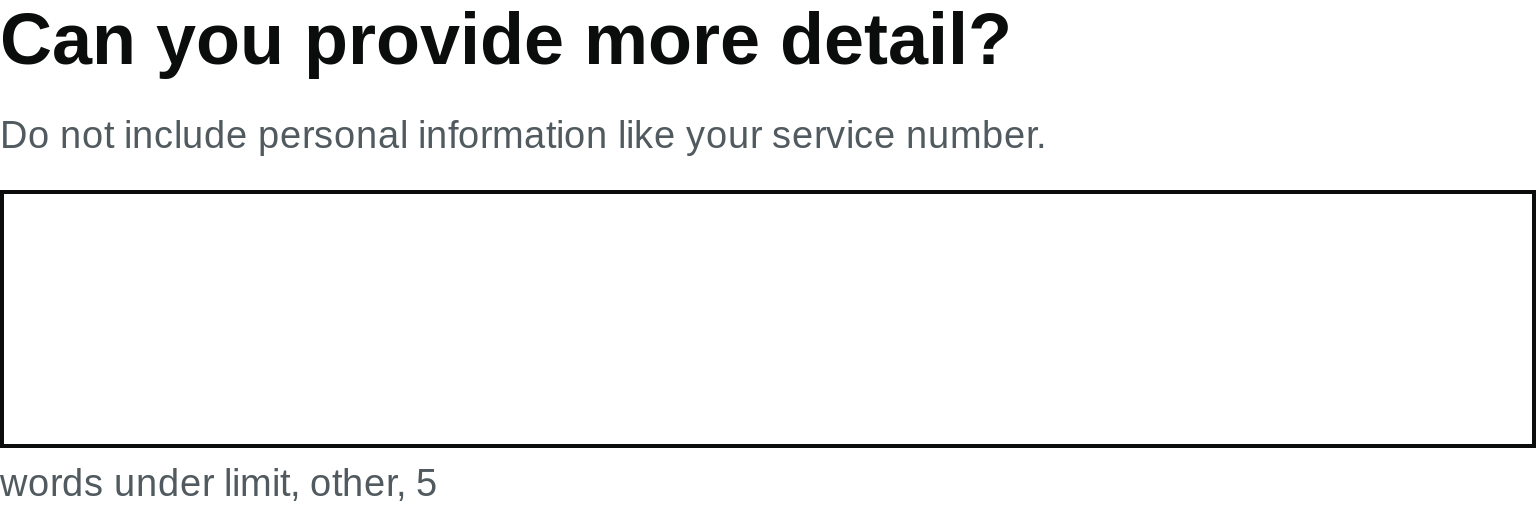 Can you provide more detail?
Do not include personal information like your service number.
words under limit, other, 5